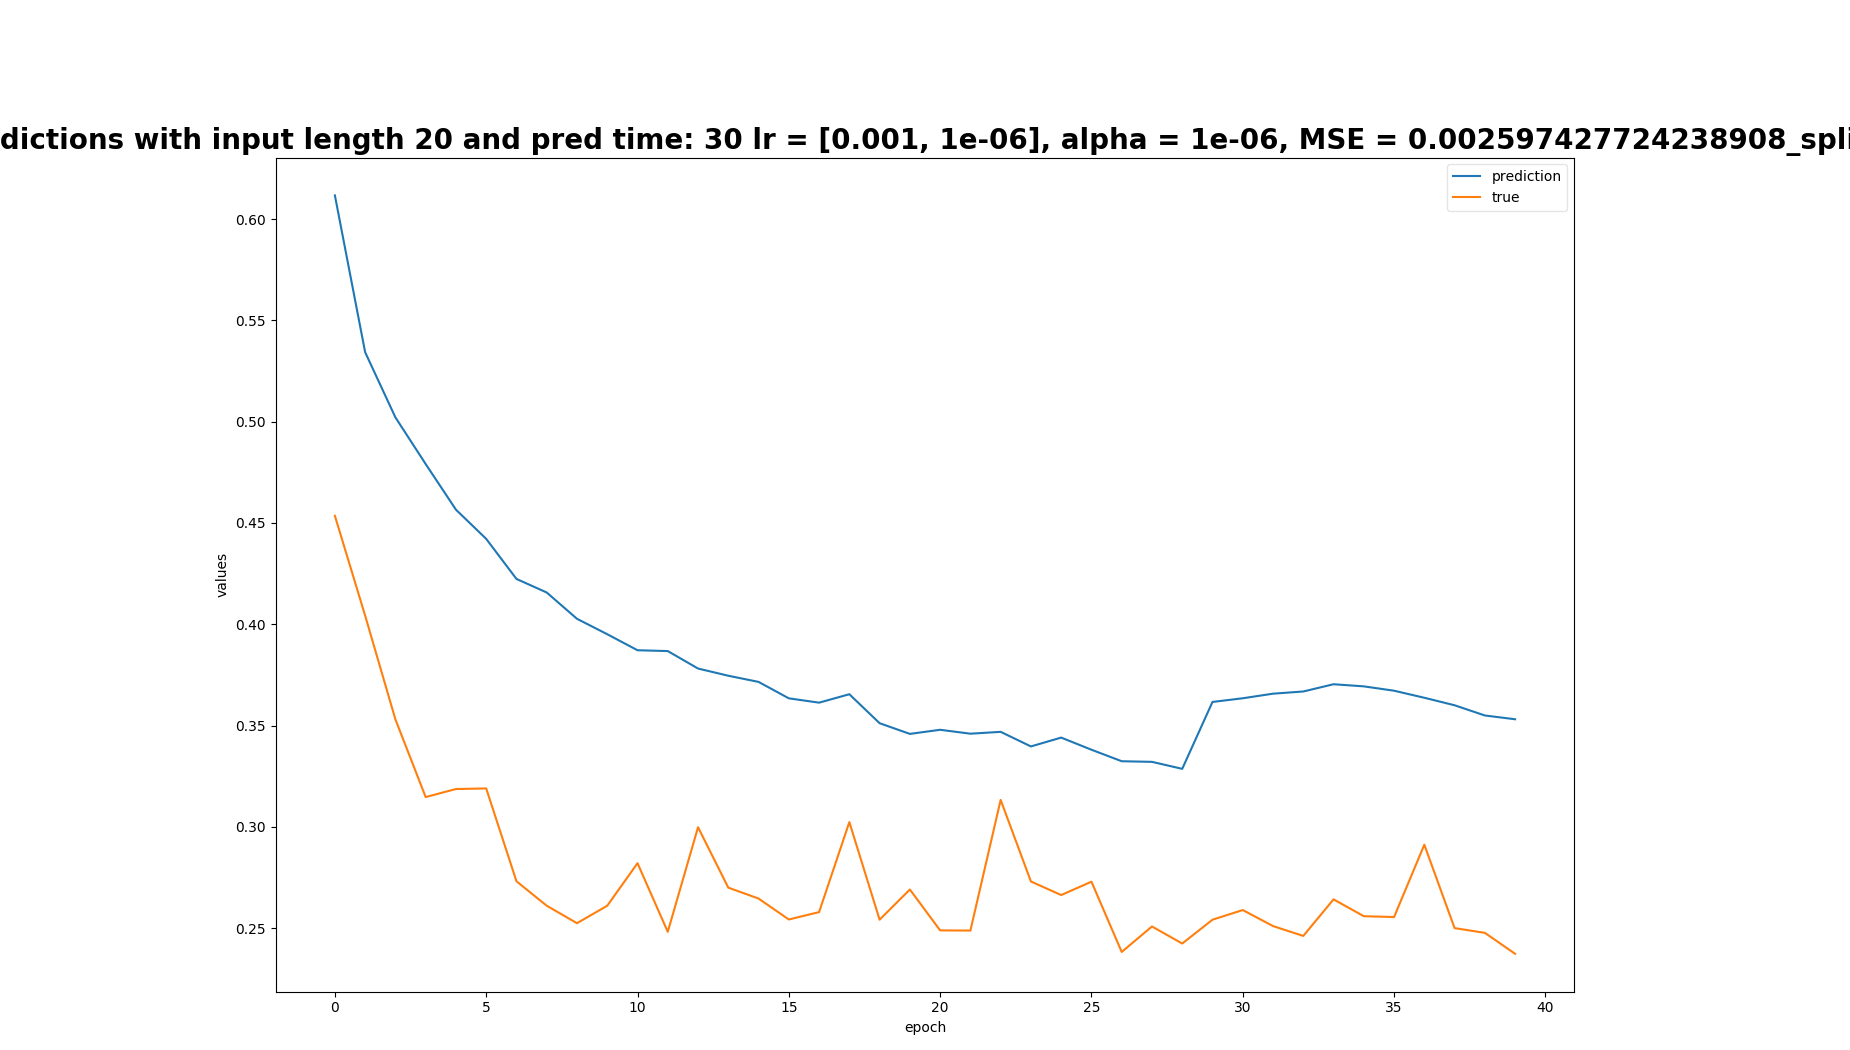 dictions with input length 20 and pred time: 30 lr = [0.001, 1e-06], alpha = 1e-06, MSE = 0.002597427724238908_spli
prediction
true
0.60
0.55
0.50
0.45
0.40
0.35
0.30
0.25
values
0 5 10 15 20 25 30 35 40
epoch